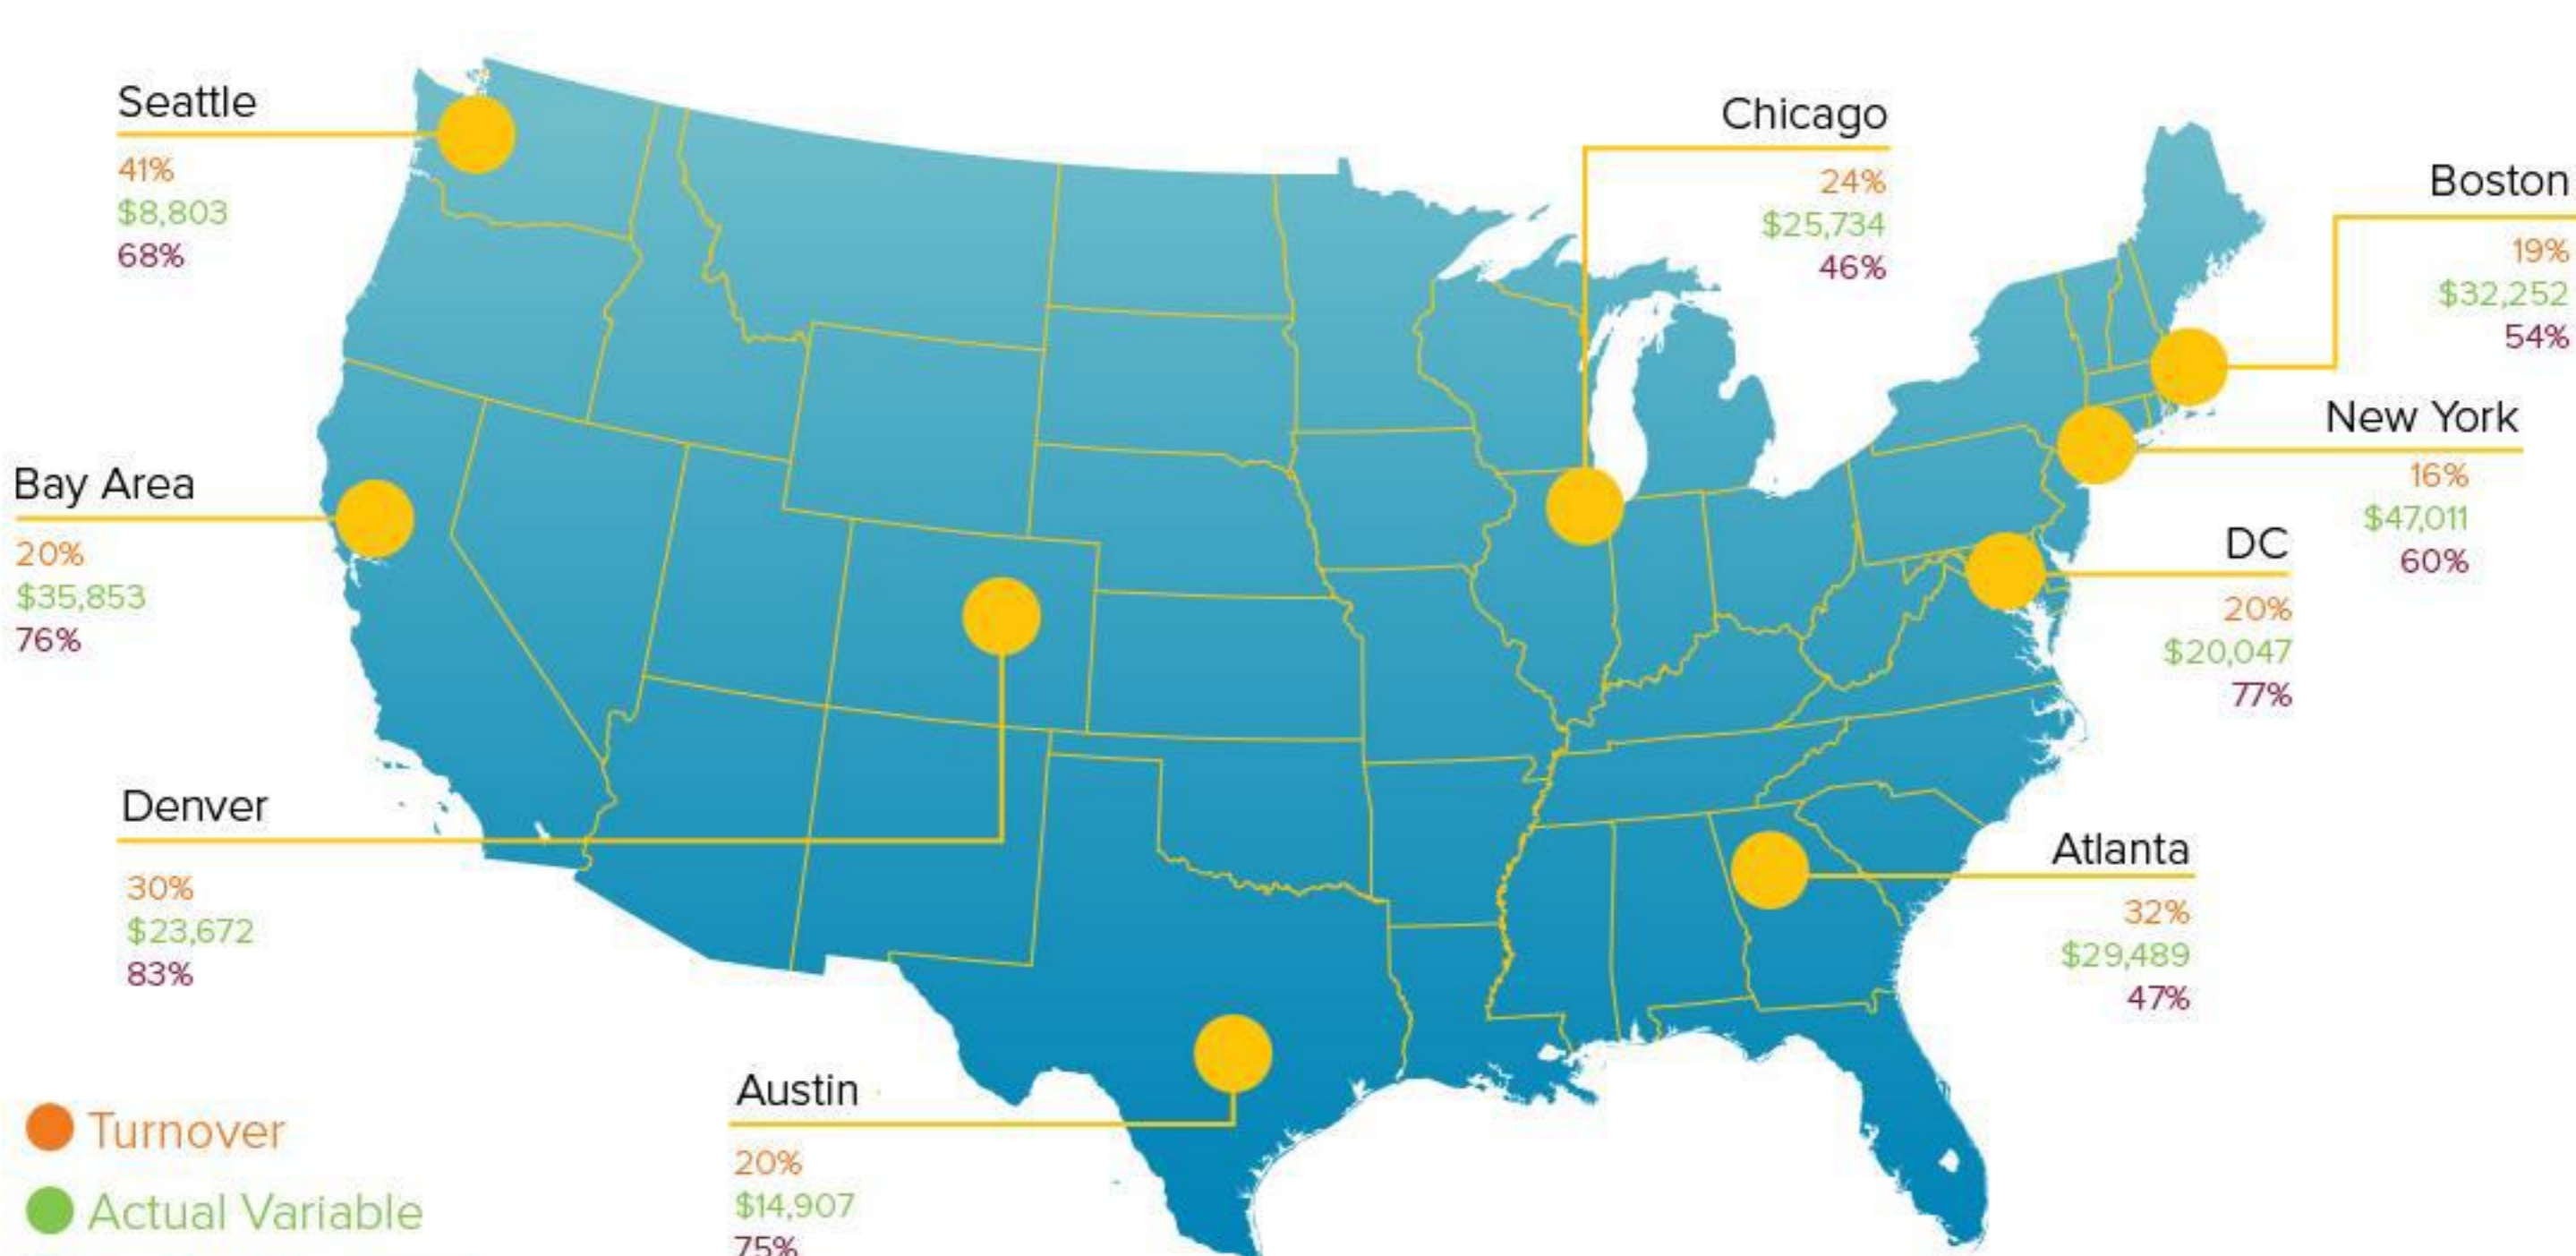 Seattle
41%
$8,803
68%
Chicago
24%
$25,734
46%
Boston
19%
$32,252
54%
New York
16%
$47,011
60%
Bay Area
20%
$35,853
76%
DC
20%
$20,047
77%
Denver
30%
$23,672
83%
Atlanta
32%
$29,489
47%
Austin
20%
$14,907
75%
Turnover
Actual Variable